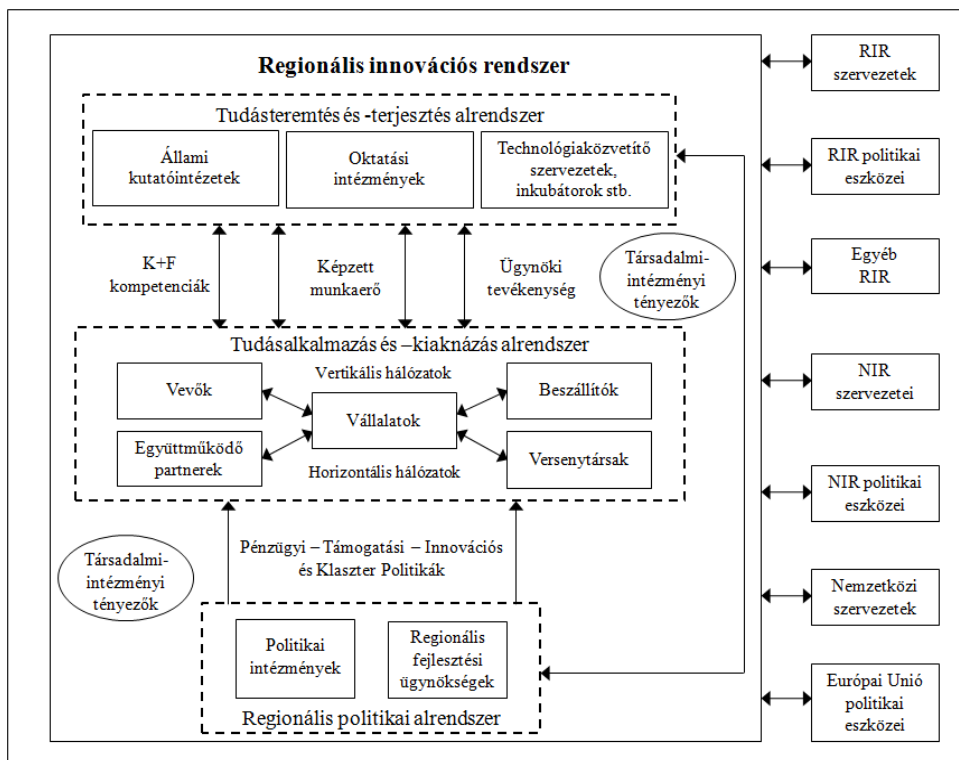 Regionális innovációs rendszer
Tudásteremtés és -terjesztés alrendszer
Állami
kutatóintézetek
Oktatási
intézmények
Technológiaközvetítő
szervezetek,
inkubátorok stb.
K+F
kompetenciák
Képzett
munkaerő
Ügynöki
tevékenység
Társadalmi-
intézményi
tényezők
Tudásalkalmazás és –kiaknázás alrendszer
Vevők
Vertikális hálózatok
Beszállítók
Vállalatok
Együttműködő
partnerek
Horizontális hálózatok
Versenytársak
Társadalmi-
intézményi
tényezők
Pénzügyi – Támogatási – Innovációs
és Klaszter Politikák
Politikai
intézmények
Regionális
fejlesztési
ügynökségek
Regionális politikai alrendszer
RIR
szervezetek
RIR politikai
eszközei
Egyéb
RIR
NIR
szervezetei
NIR politikai
eszközei
Nemzetközi
szervezetek
Európai Unió
politikai
eszközei